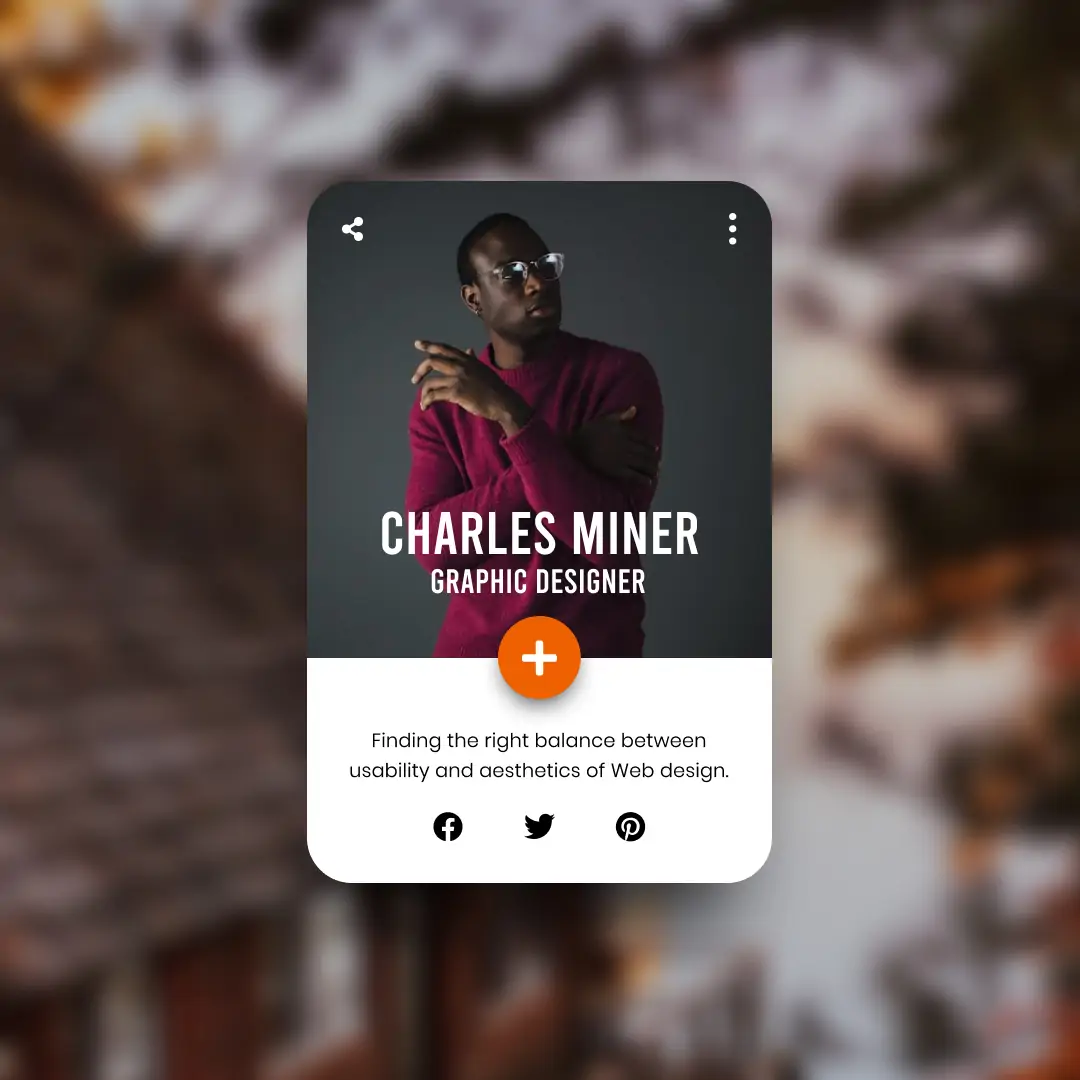 CHARLES MINER
GRAPHIC DESIGNER
Finding the right balance between
usability and aesthetics of Web design.